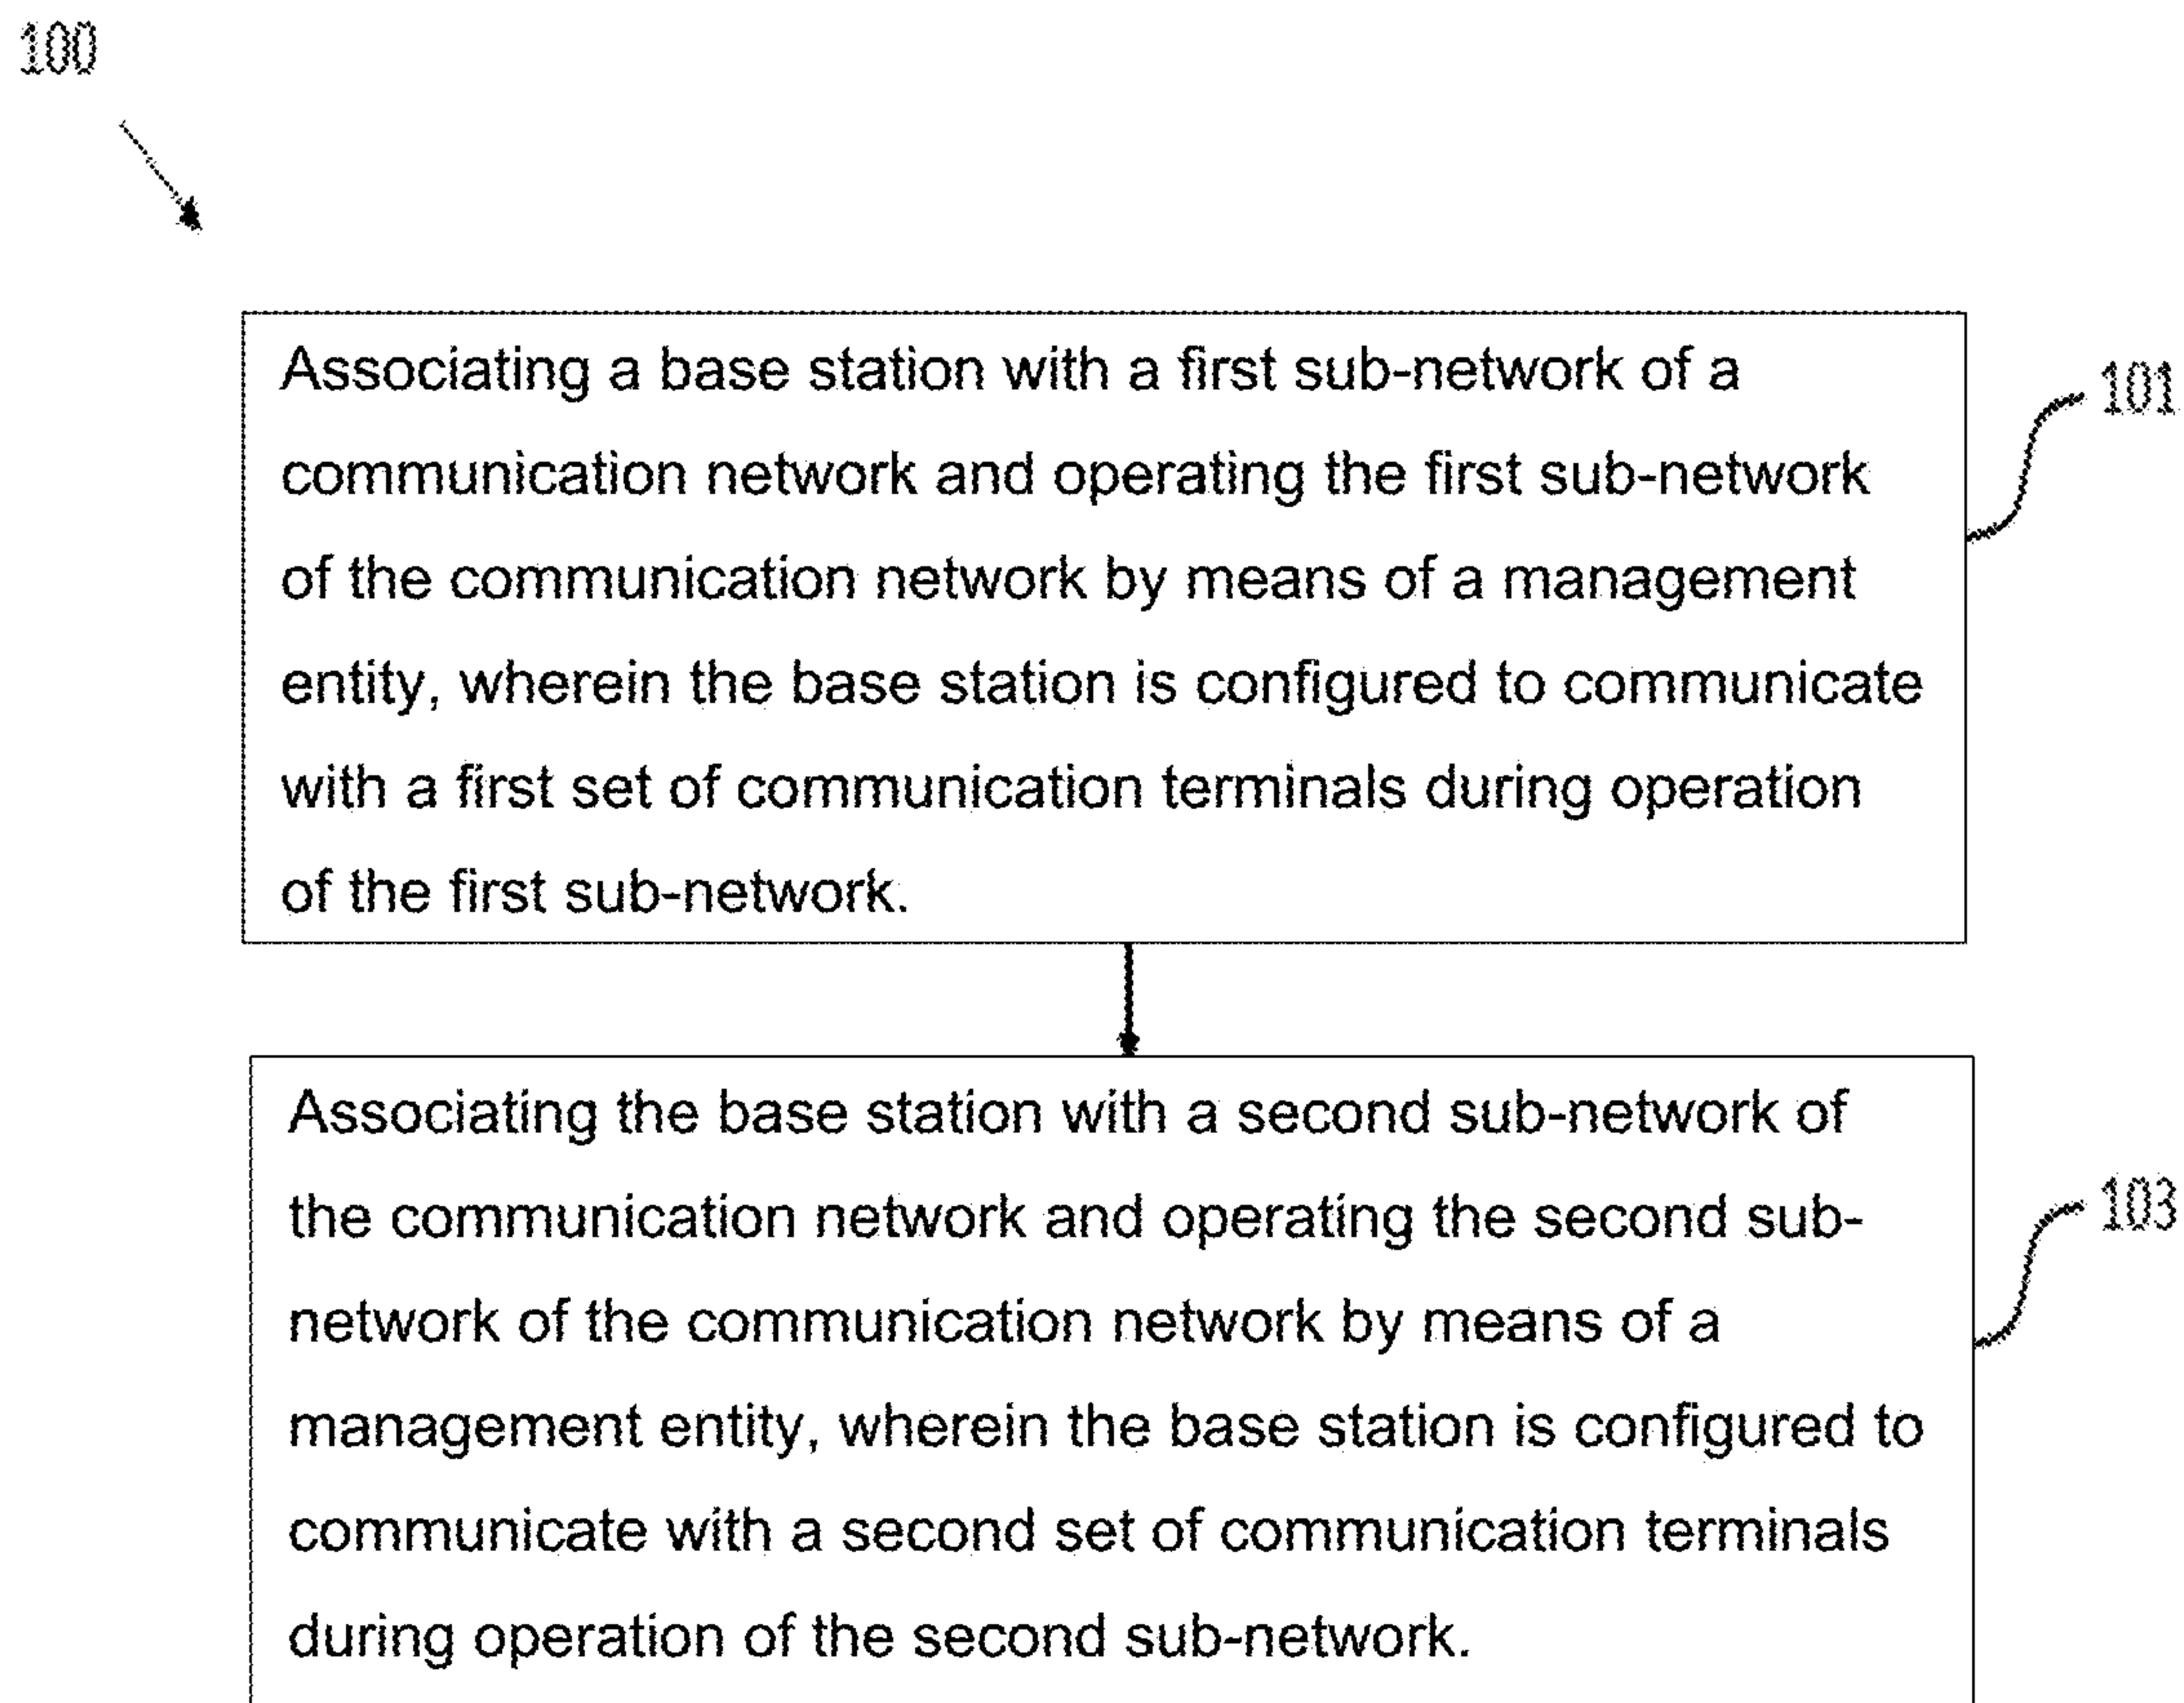 100
Associating a base station with a first sub-network of a
101
communication network and operating the first sub-network
of the communication network by means of a management
entity, wherein the base station is configured to communicate
with a first set of communication terminals during operation
of the first sub-network.
Associating the base station with a second sub-network of
103
the communication network and operating the second sub-
network of the communication network by means of a
management entity, wherein the base station is configured to
communicate with a second set of communication terminals
during operation of the second sub-network.